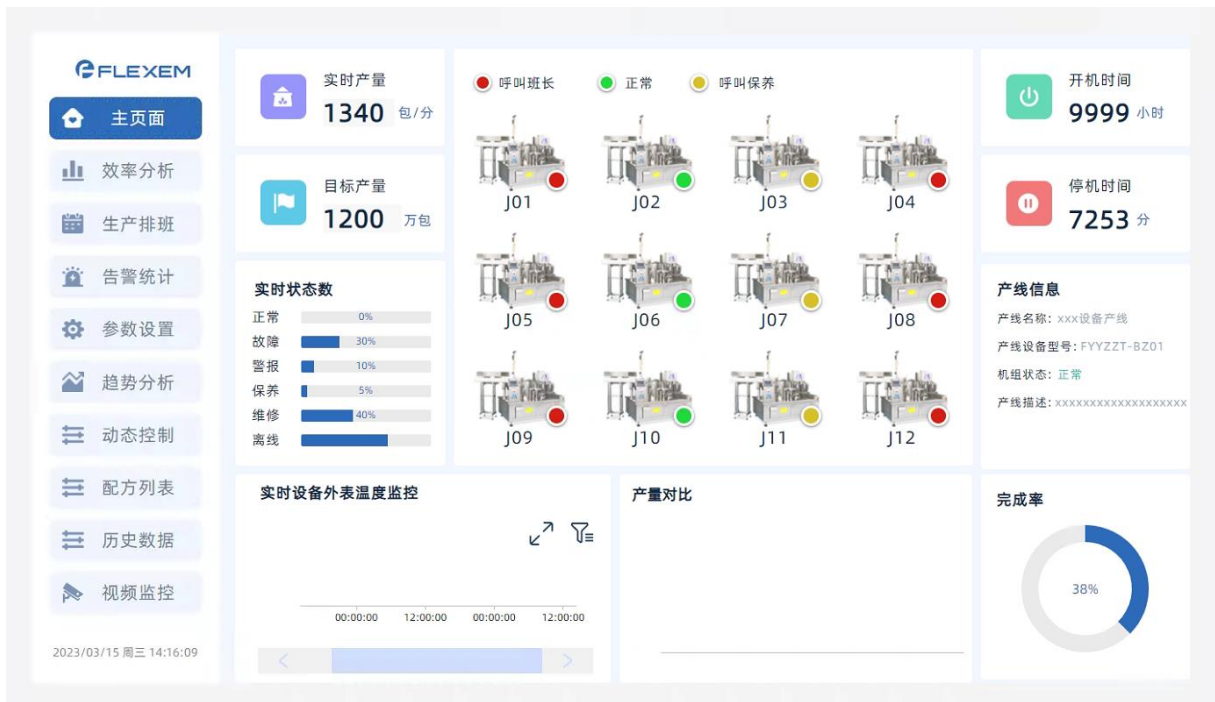 FLEXEM
主页面
效率分析
生产排班
告警统计
参数设置
趋势分析
动态控制
配方列表
历史数据
视频监控
2023/03/15 周三 14:16:09
实时产量
1340 包/分
目标产量
1200 万包
实时状态数
正常 0%
故障 30%
警报 10%
保养 5%
维修 40%
离线
呼叫班长 正常 呼叫保养
J01 J02 J03 J04
J05 J06 J07 J08
J09 J10 J11 J12
开机时间
9999 小时
停机时间
7253 分
产线信息
产线名称: xxx设备产线
产线设备型号: FYYZZT-BZ01
机组状态: 正常
产线描述: xxxxxxxxxxxxxxxxxxx
实时设备外表温度监控
00:00:00 12:00:00 00:00:00 12:00:00
产量对比
完成率
38%